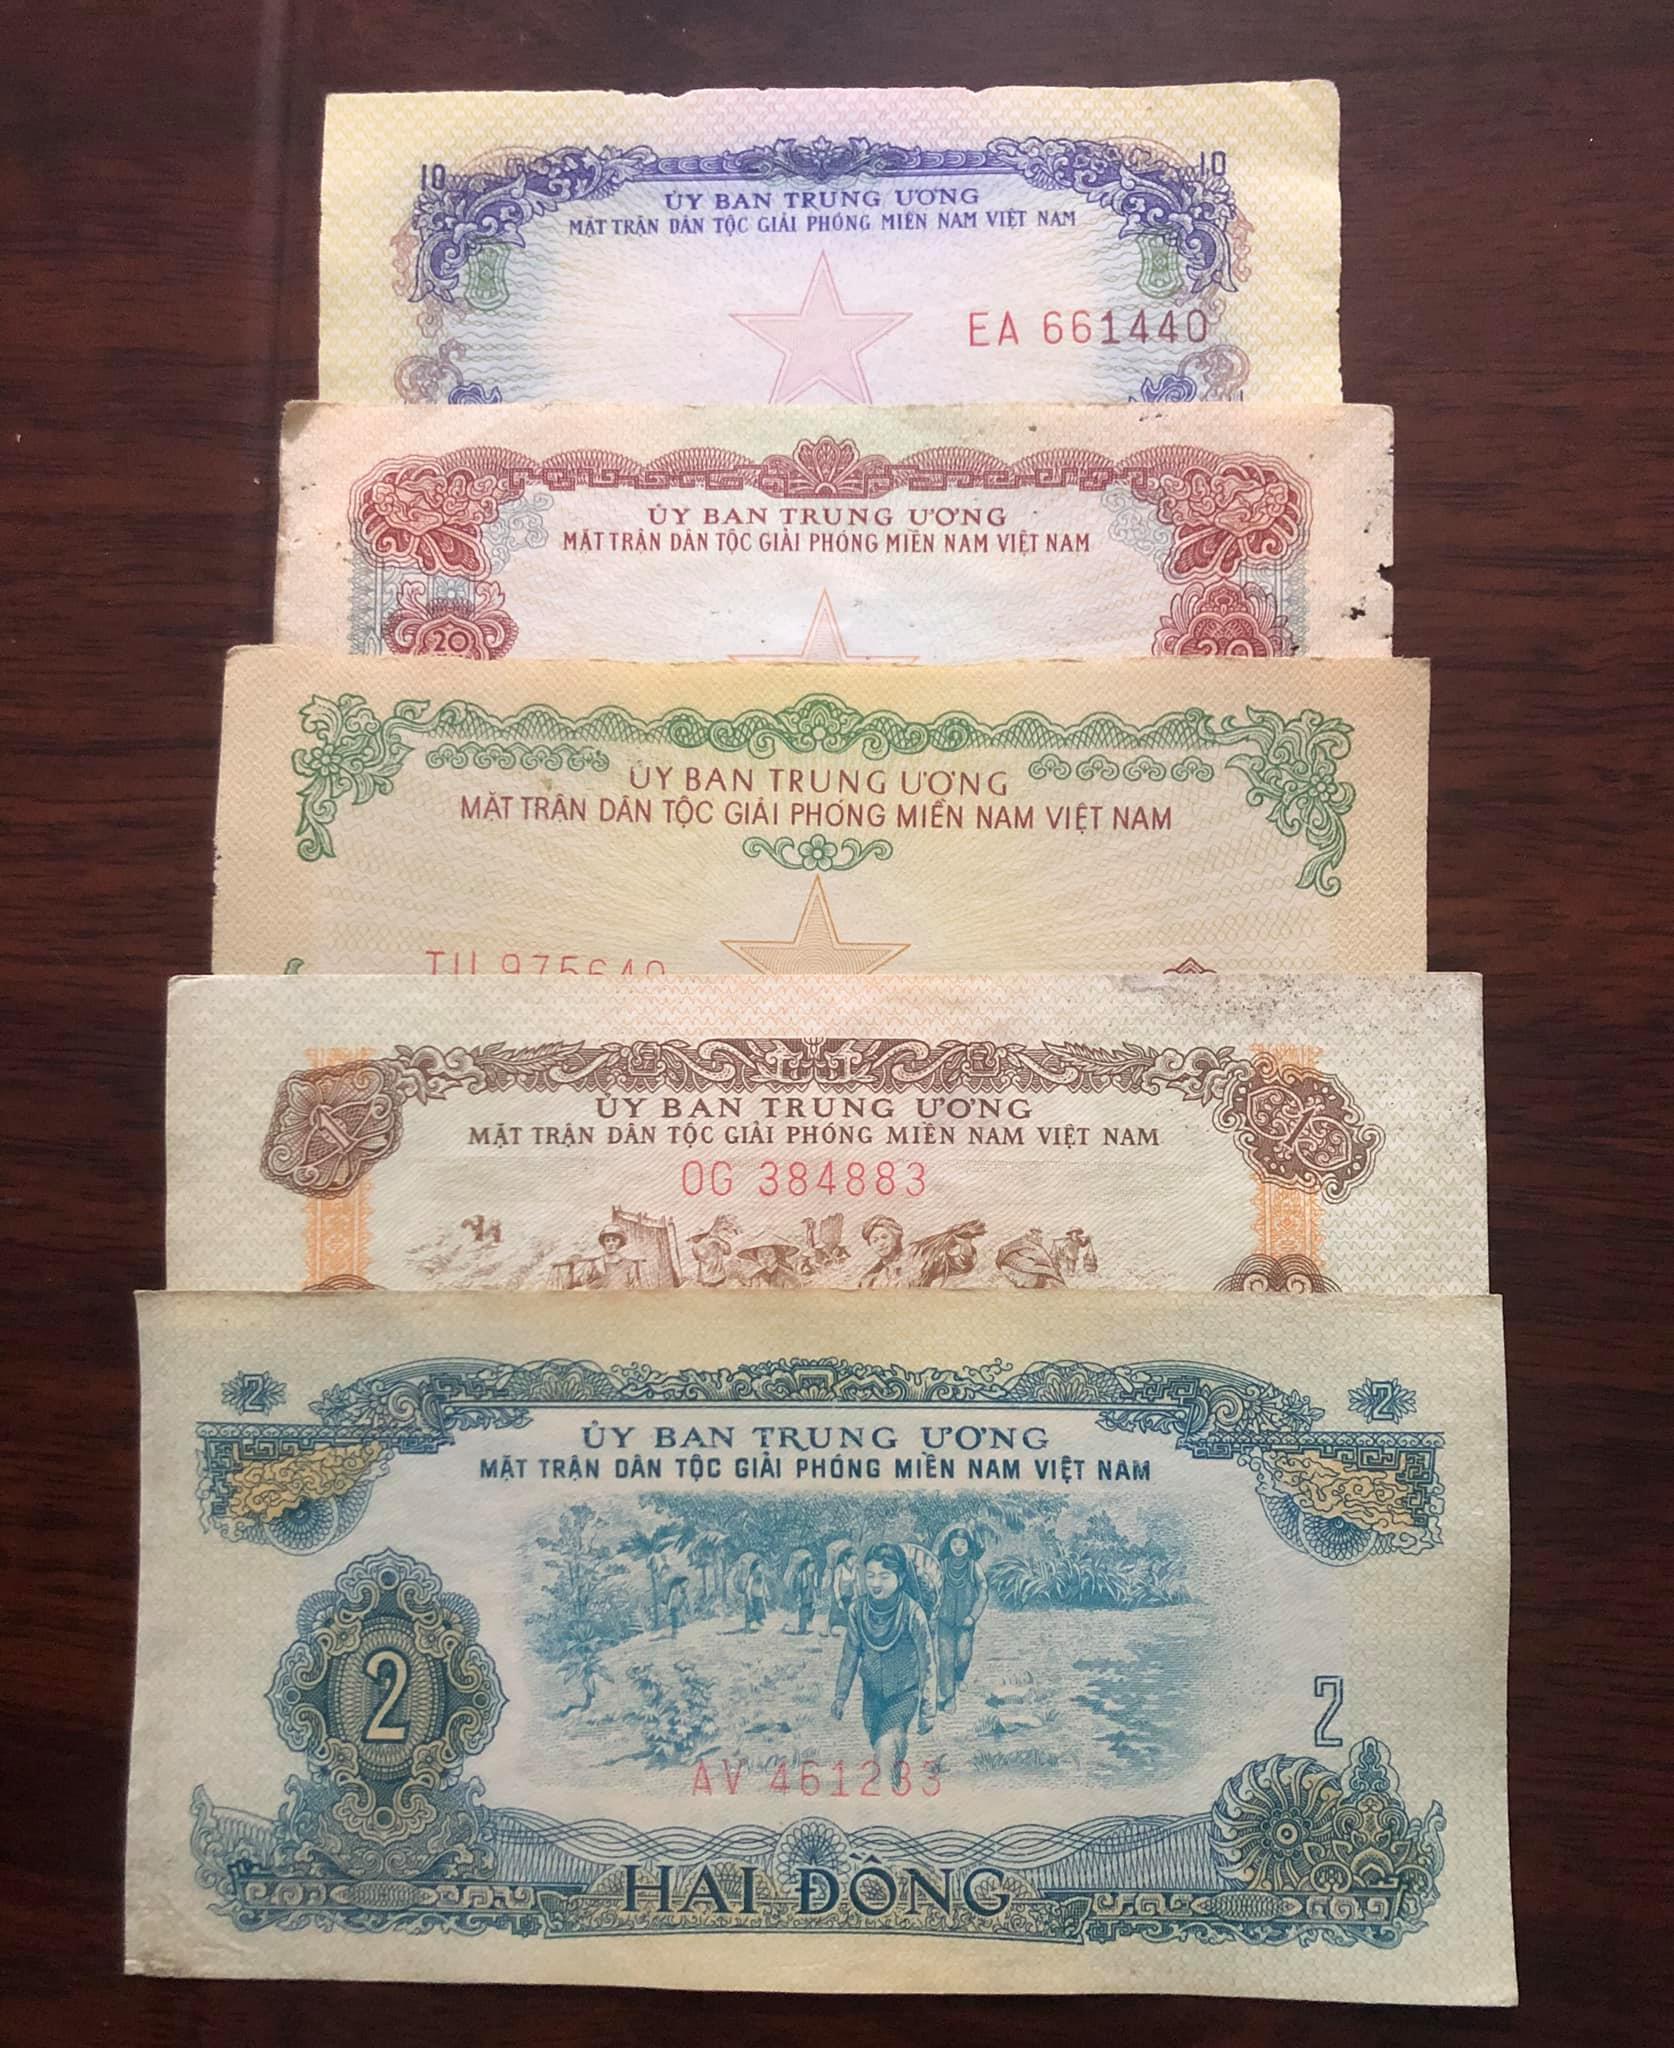 10 10
ỦY BAN TRUNG ƯƠNG
MẶT TRẬN DÂN TỘC GIẢI PHÓNG MIỀN NAM VIỆT NAM
EA 661440
ỦY BAN TRUNG ƯƠNG
MẶT TRẬN DÂN TỘC GIẢI PHÓNG MIỀN NAM VIỆT NAM
20 20
ỦY BAN TRUNG ƯƠNG
MẶT TRẬN DÂN TỘC GIẢI PHÓNG MIỀN NAM VIỆT NAM
TU 975640
ỦY BAN TRUNG ƯƠNG
1 1
MẶT TRẬN DÂN TỘC GIẢI PHÓNG MIỀN NAM VIỆT NAM
OG 384883
2 2
ỦY BAN TRUNG ƯƠNG
MẶT TRẬN DÂN TỘC GIẢI PHÓNG MIỀN NAM VIỆT NAM
2 2
AV 461233
HAI ĐỒNG